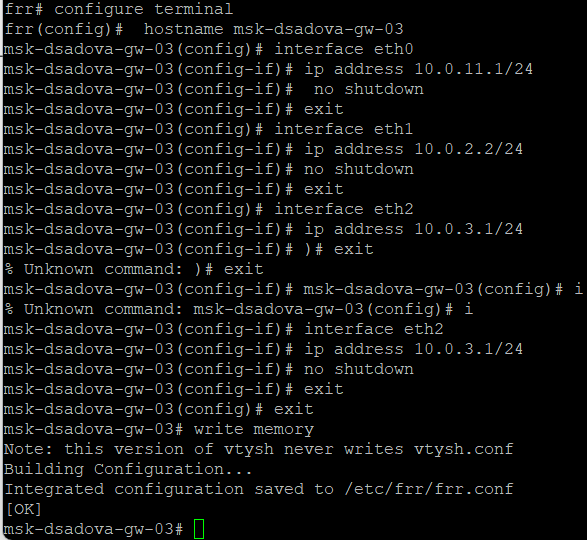 frr# configure terminal
frr(config)#  hostname msk-dsadova-gw-03
msk-dsadova-gw-03(config)# interface eth0
msk-dsadova-gw-03(config-if)# ip address 10.0.11.1/24
msk-dsadova-gw-03(config-if)#  no shutdown
msk-dsadova-gw-03(config-if)# exit
msk-dsadova-gw-03(config)# interface eth1
msk-dsadova-gw-03(config-if)# ip address 10.0.2.2/24
msk-dsadova-gw-03(config-if)# no shutdown
msk-dsadova-gw-03(config-if)# exit
msk-dsadova-gw-03(config)# interface eth2
msk-dsadova-gw-03(config-if)# ip address 10.0.3.1/24
msk-dsadova-gw-03(config-if)# )# exit
% Unknown command: )# exit
msk-dsadova-gw-03(config-if)# msk-dsadova-gw-03(config)# i
% Unknown command: msk-dsadova-gw-03(config)# i
msk-dsadova-gw-03(config-if)# interface eth2
msk-dsadova-gw-03(config-if)# ip address 10.0.3.1/24
msk-dsadova-gw-03(config-if)# no shutdown
msk-dsadova-gw-03(config-if)# exit
msk-dsadova-gw-03(config)# exit
msk-dsadova-gw-03# write memory
Note: this version of vtysh never writes vtysh.conf
Building Configuration...
Integrated configuration saved to /etc/frr/frr.conf
[OK]
msk-dsadova-gw-03#